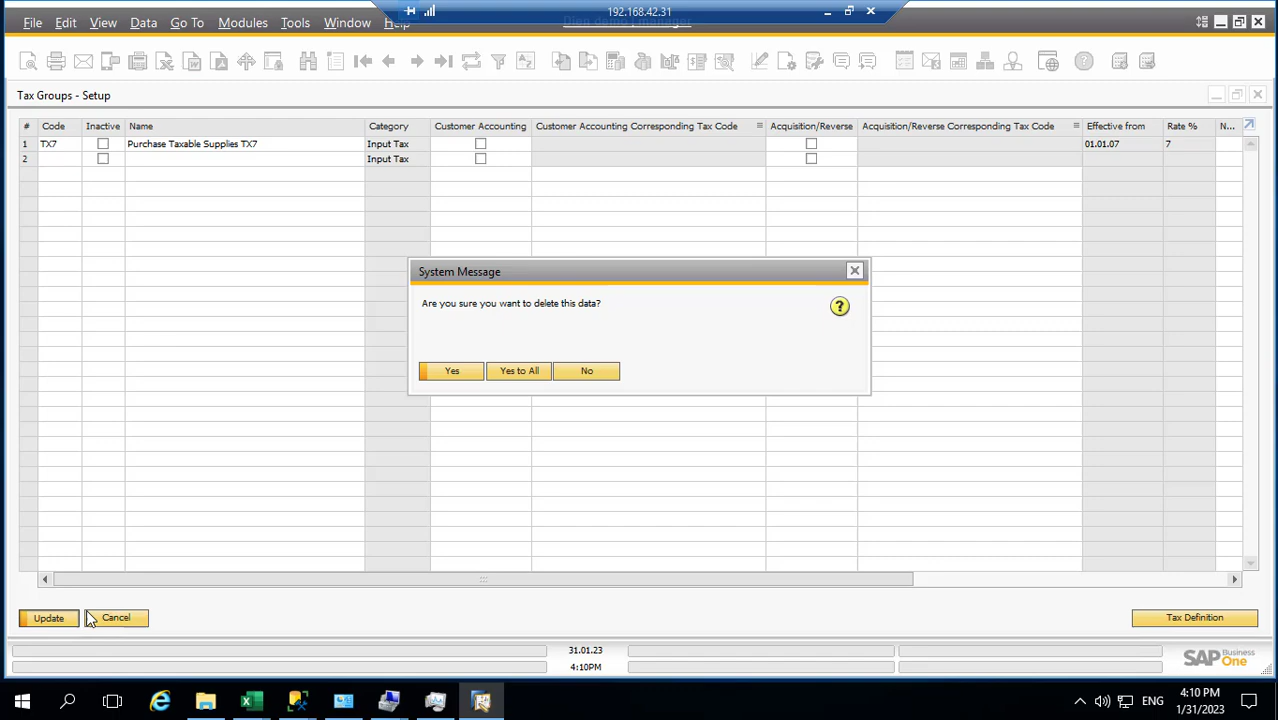 192.168.42.31
File Edit View Data Go To Modules Tools Window Help
Tax Groups - Setup
# Code Inactive Name Category Customer Accounting Customer Accounting Corresponding Tax Code Acquisition/Reverse Acquisition/Reverse Corresponding Tax Code Effective from Rate % N...
1 TX7 Purchase Taxable Supplies TX7 Input Tax 01.01.07 7
2 Input Tax
System Message
Are you sure you want to delete this data?
?
Yes Yes to All No
Update Cancel Tax Definition
31.01.23
4:10PM
SAP Business One
ENG
4:10 PM
1/31/2023